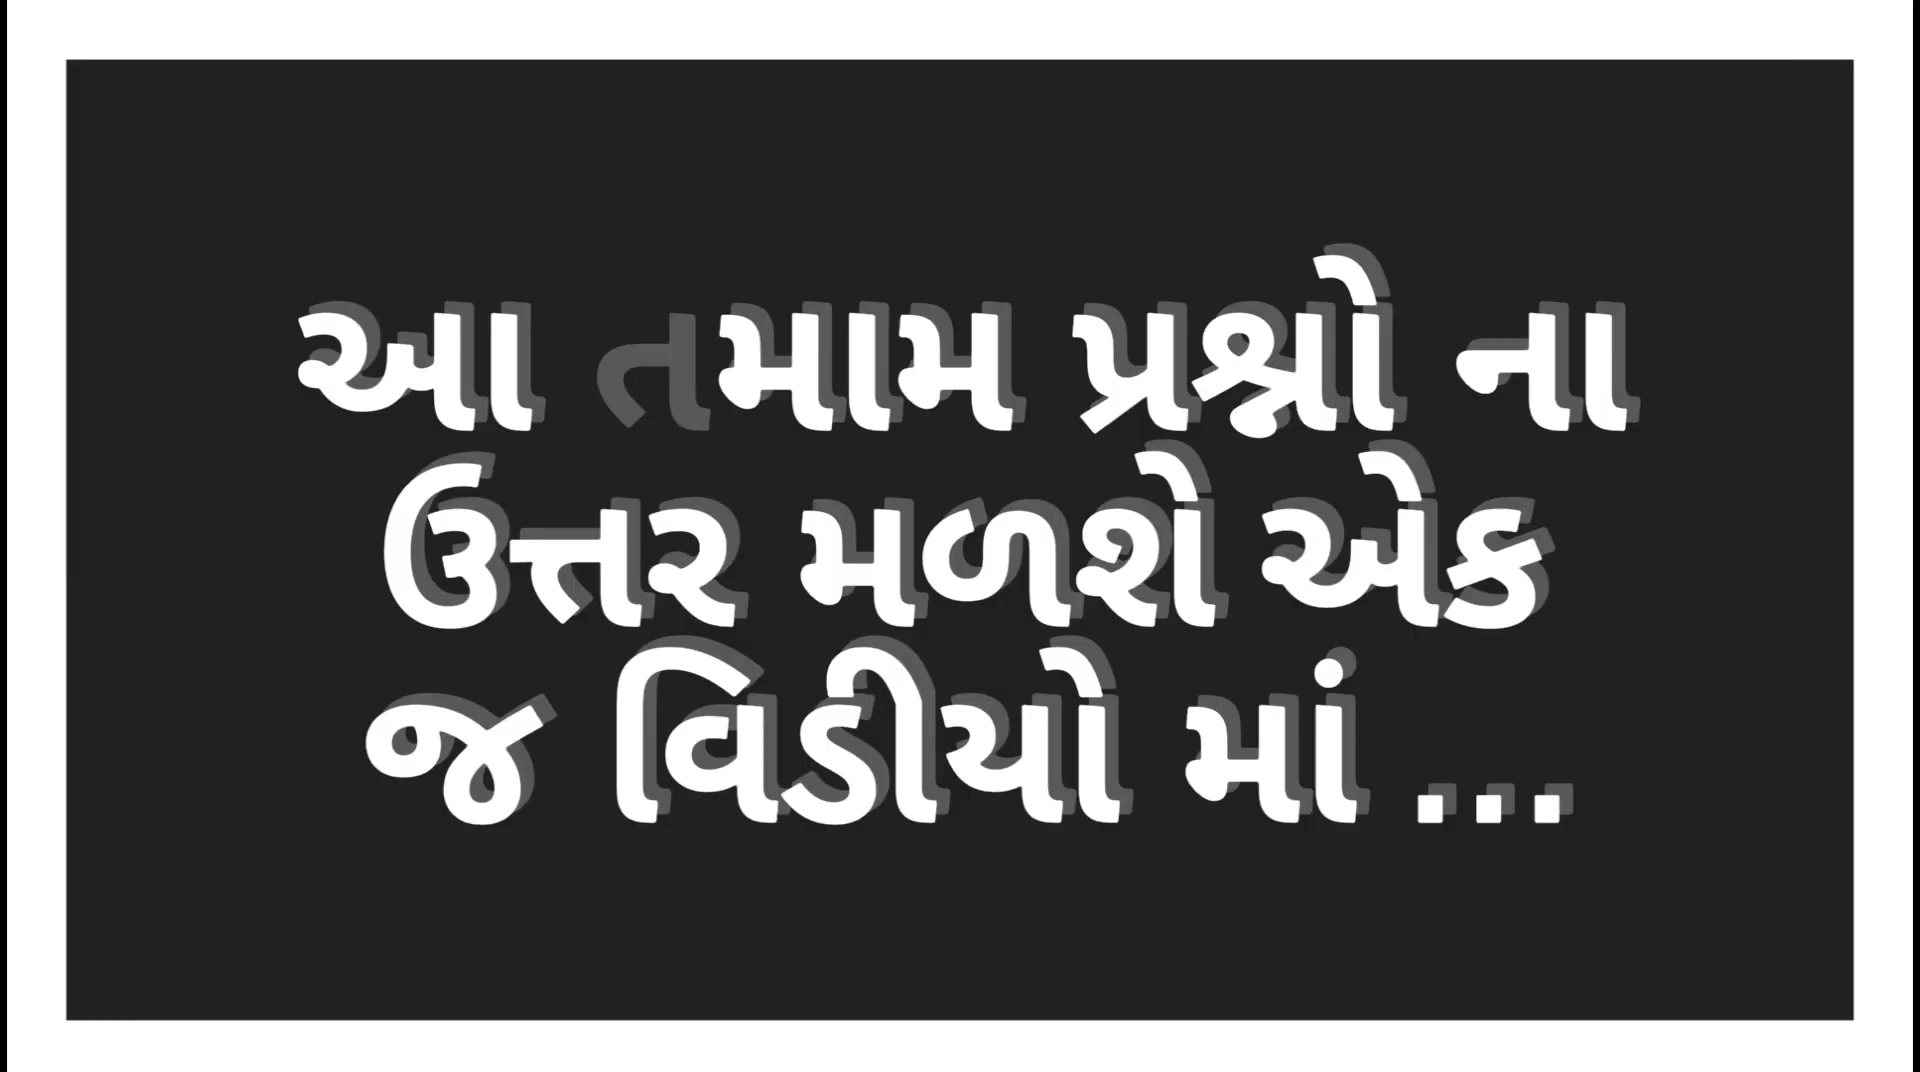 આ તમામ પ્રશ્નો ના
ઉત્તર મળશે એક
જ વિડીયો માં ...